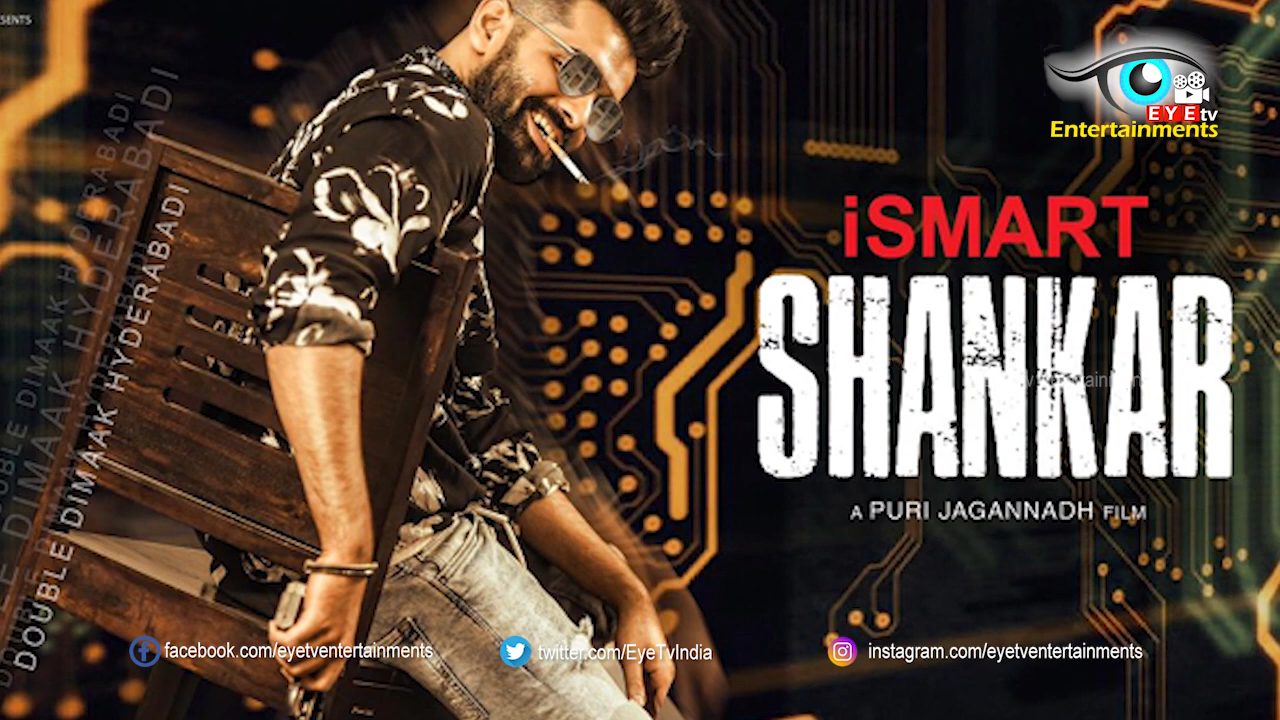 SENTS
EYE tv
Entertainments
iSMART
SHANKAR
A PURI JAGANNADH FILM
DOUBLE DIMAAK HYDERABADI
DIMAAK HYDERABADI
facebook.com/eyetventertainments
twitter.com/EyeTvIndia
instagram.com/eyetventertainments